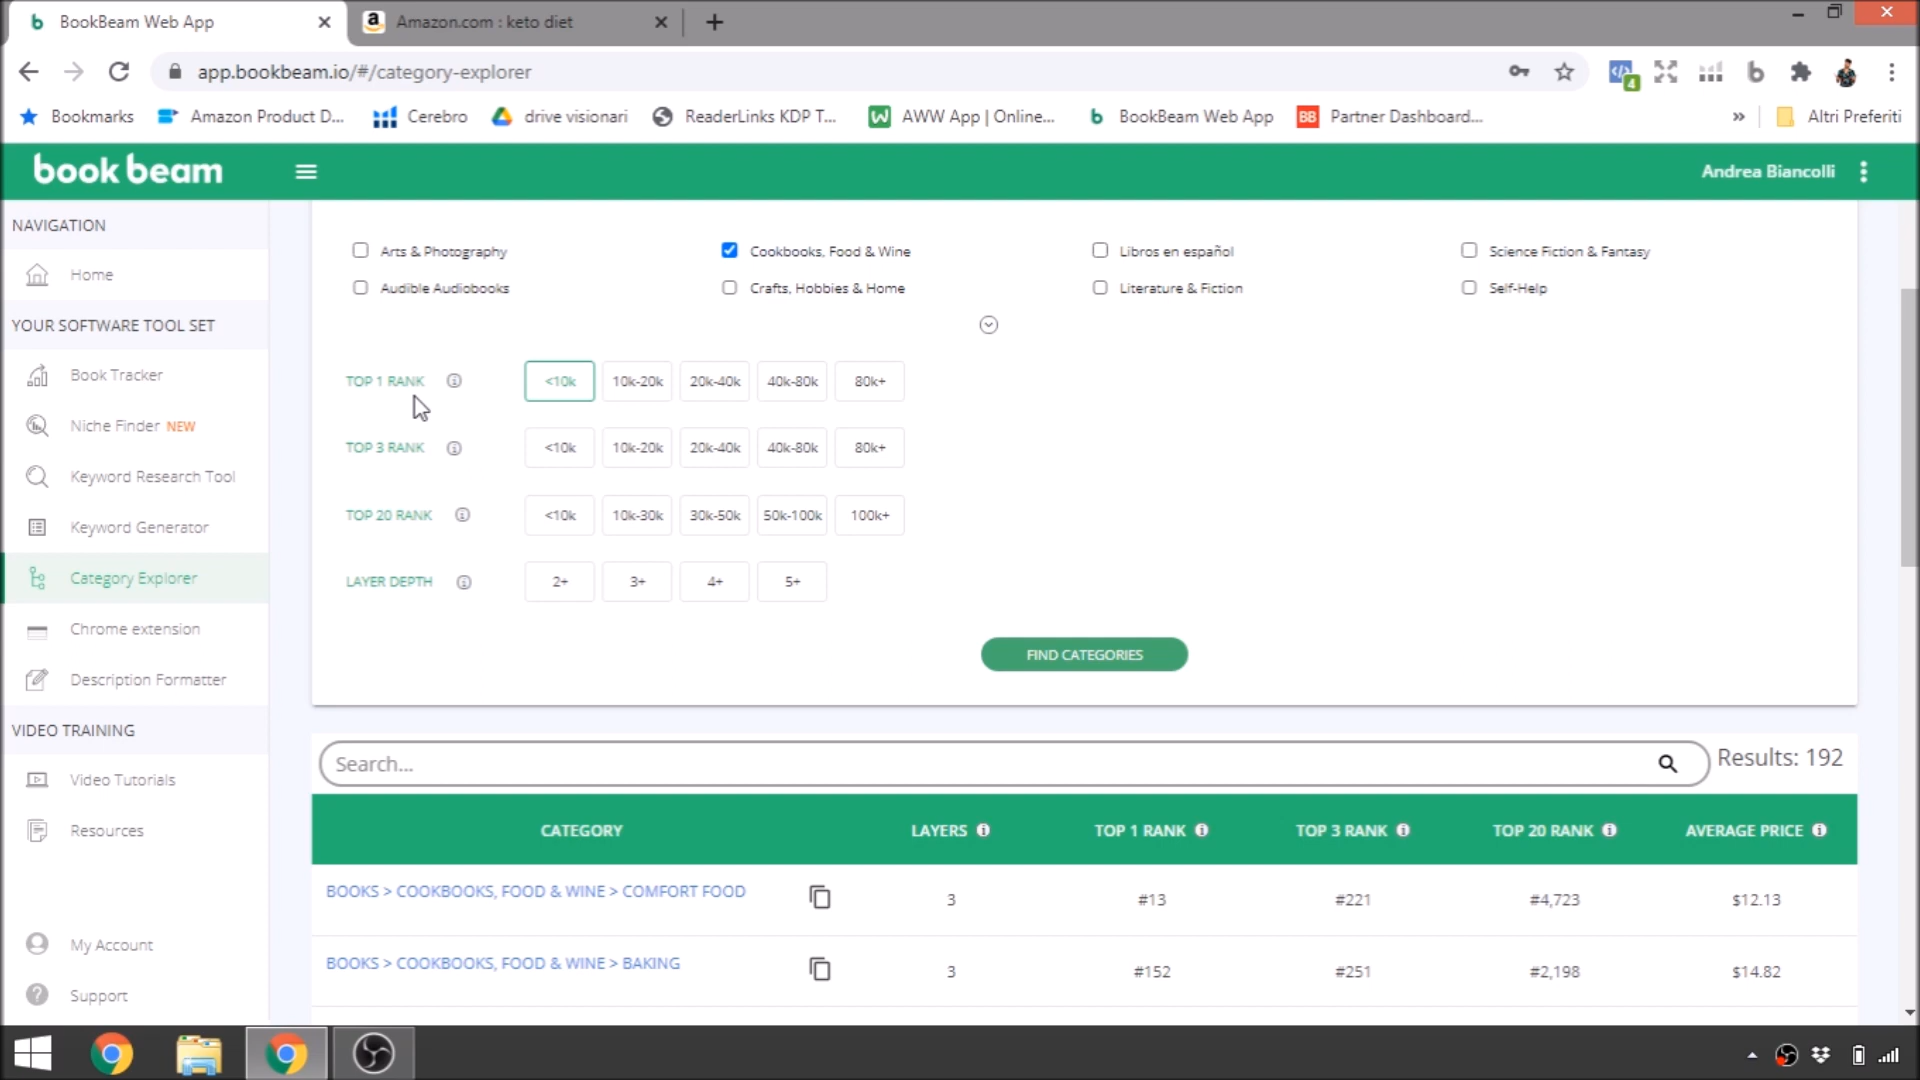 BookBeam Web App
Amazon.com : keto diet
app.bookbeam.io/#/category-explorer
4
Bookmarks
Amazon Product D...
Cerebro
drive visionari
ReaderLinks KDP T...
AWW App | Online...
BookBeam Web App
BB Partner Dashboard...
Altri Preferiti
book beam
Andrea Biancolli
NAVIGATION
Home
YOUR SOFTWARE TOOL SET
Book Tracker
Niche Finder NEW
Keyword Research Tool
Keyword Generator
Category Explorer
Chrome extension
Description Formatter
VIDEO TRAINING
Video Tutorials
Resources
My Account
Support
Arts & Photography
Cookbooks, Food & Wine
Libros en español
Science Fiction & Fantasy
Audible Audiobooks
Crafts, Hobbies & Home
Literature & Fiction
Self-Help
TOP 1 RANK <10k 10k-20k 20k-40k 40k-80k 80k+
TOP 3 RANK <10k 10k-20k 20k-40k 40k-80k 80k+
TOP 20 RANK <10k 10k-30k 30k-50k 50k-100k 100k+
LAYER DEPTH 2+ 3+ 4+ 5+
FIND CATEGORIES
Search...
Results: 192
CATEGORY LAYERS TOP 1 RANK TOP 3 RANK TOP 20 RANK AVERAGE PRICE
BOOKS > COOKBOOKS, FOOD & WINE > COMFORT FOOD 3 #13 #221 #4,723 $12.13
BOOKS > COOKBOOKS, FOOD & WINE > BAKING 3 #152 #251 #2,198 $14.82